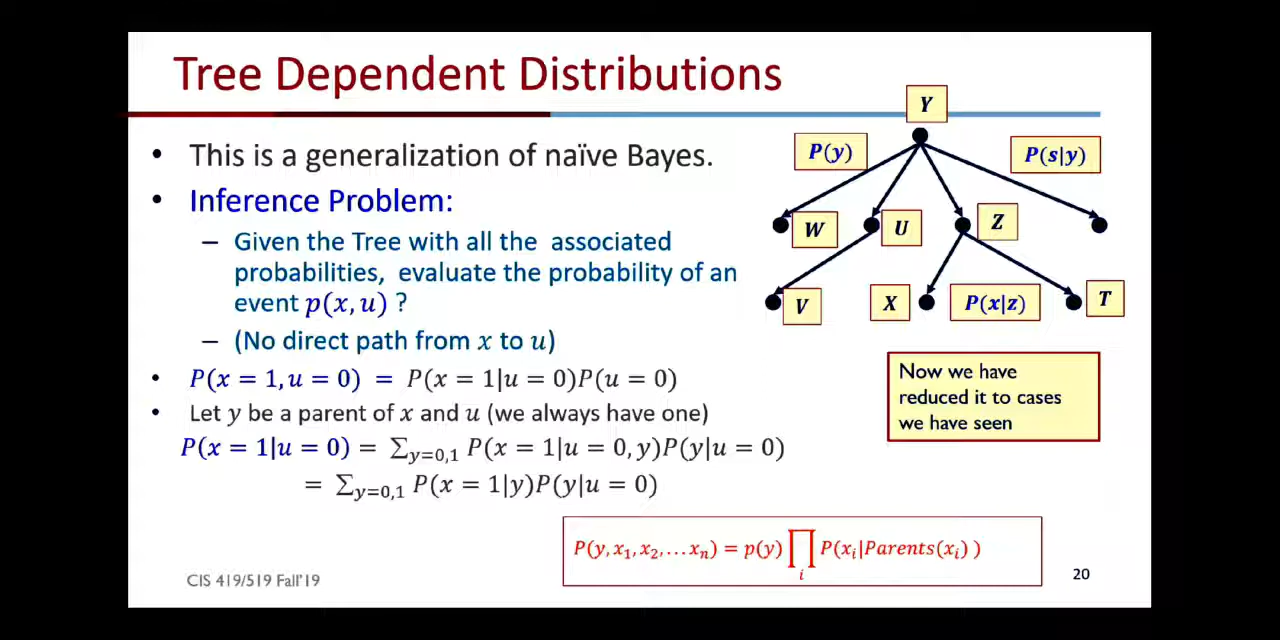 Tree Dependent Distributions
• This is a generalization of naïve Bayes.
• Inference Problem:
– Given the Tree with all the associated
probabilities, evaluate the probability of an
event p(x, u) ?
– (No direct path from x to u)
• P(x = 1, u = 0) = P(x = 1|u = 0)P(u = 0)
• Let y be a parent of x and u (we always have one)
P(x = 1|u = 0) = ∑y=0,1 P(x = 1|u = 0, y)P(y|u = 0)
= ∑y=0,1 P(x = 1|y)P(y|u = 0)
Y
P(y)
P(s|y)
W
U
Z
V
X
P(x|z)
T
Now we have
reduced it to cases
we have seen
P(y, x₁, x₂, … xₙ) = p(y) ∏ᵢ P(xᵢ|Parents(xᵢ) )
CIS 419/519 Fall'19
20